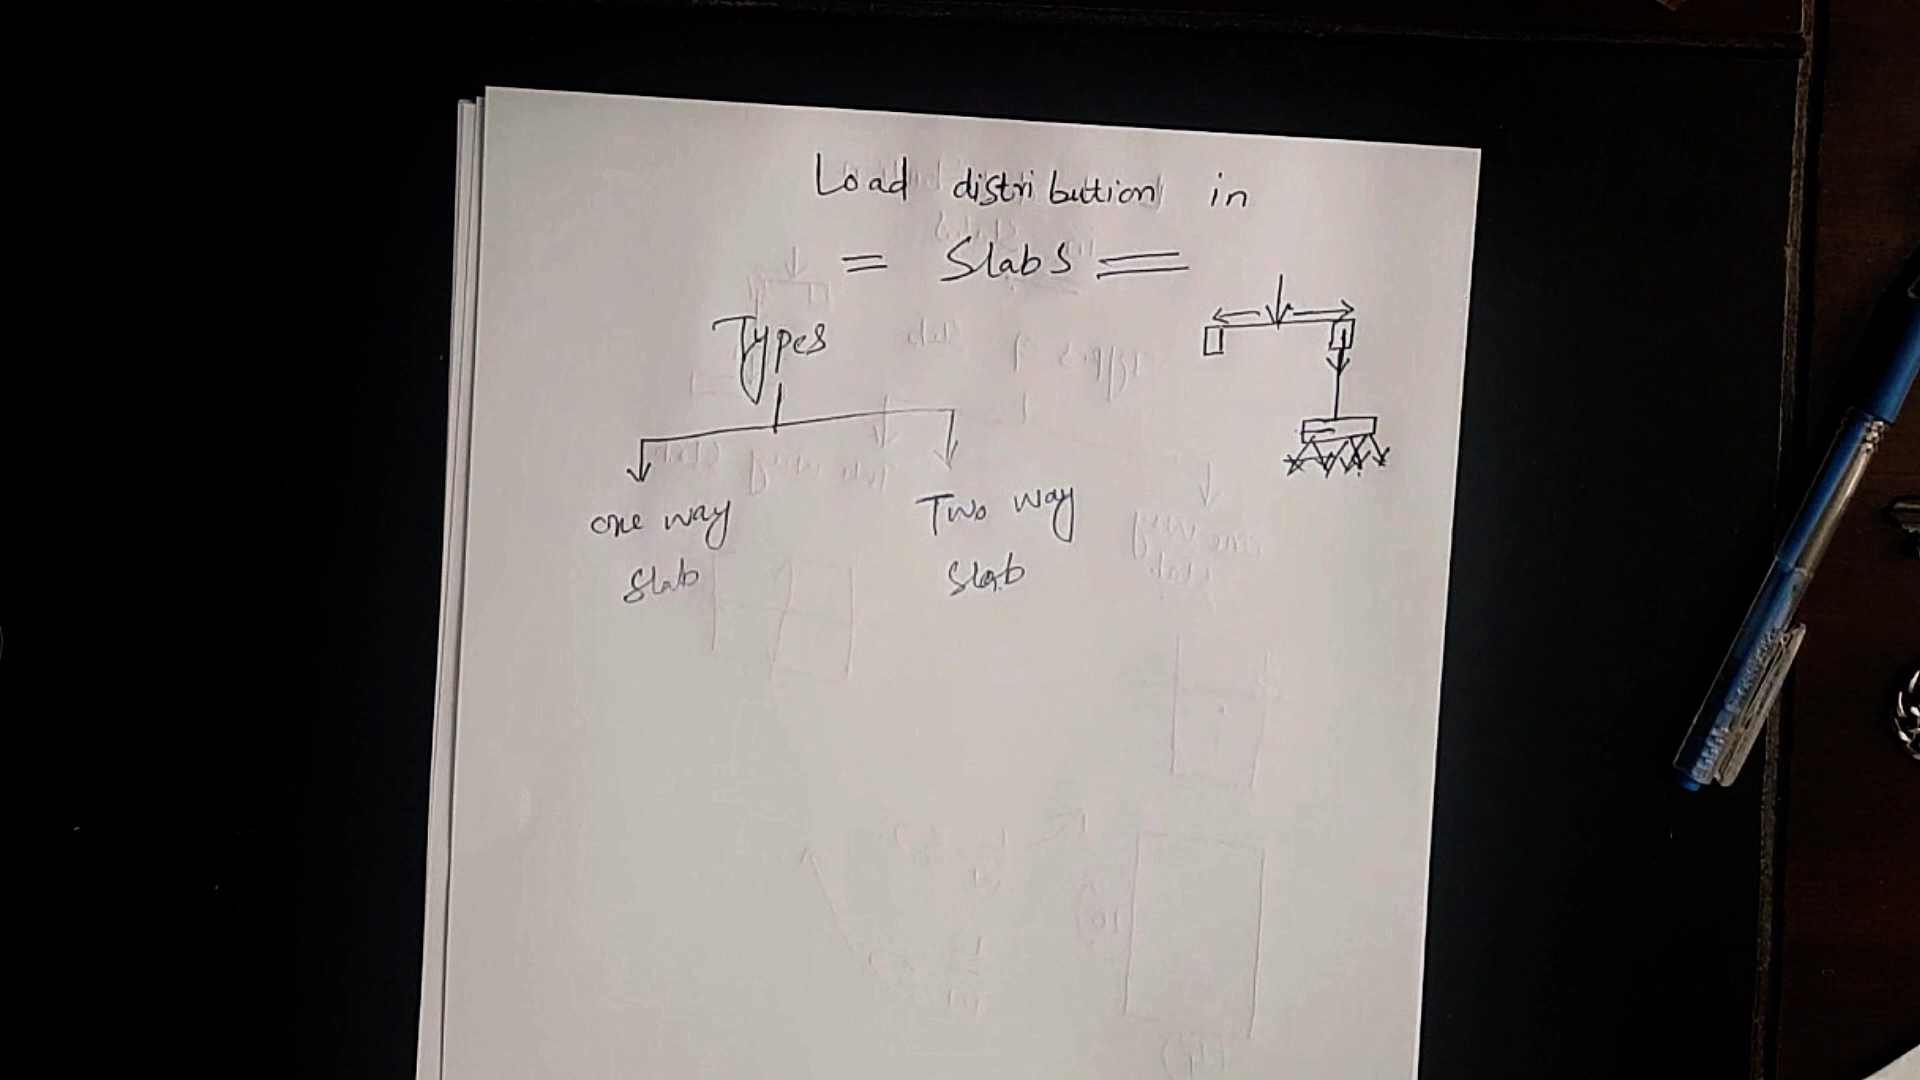 Load distribution in
= Slabs =
Types
one way
Slab
Two way
Slab